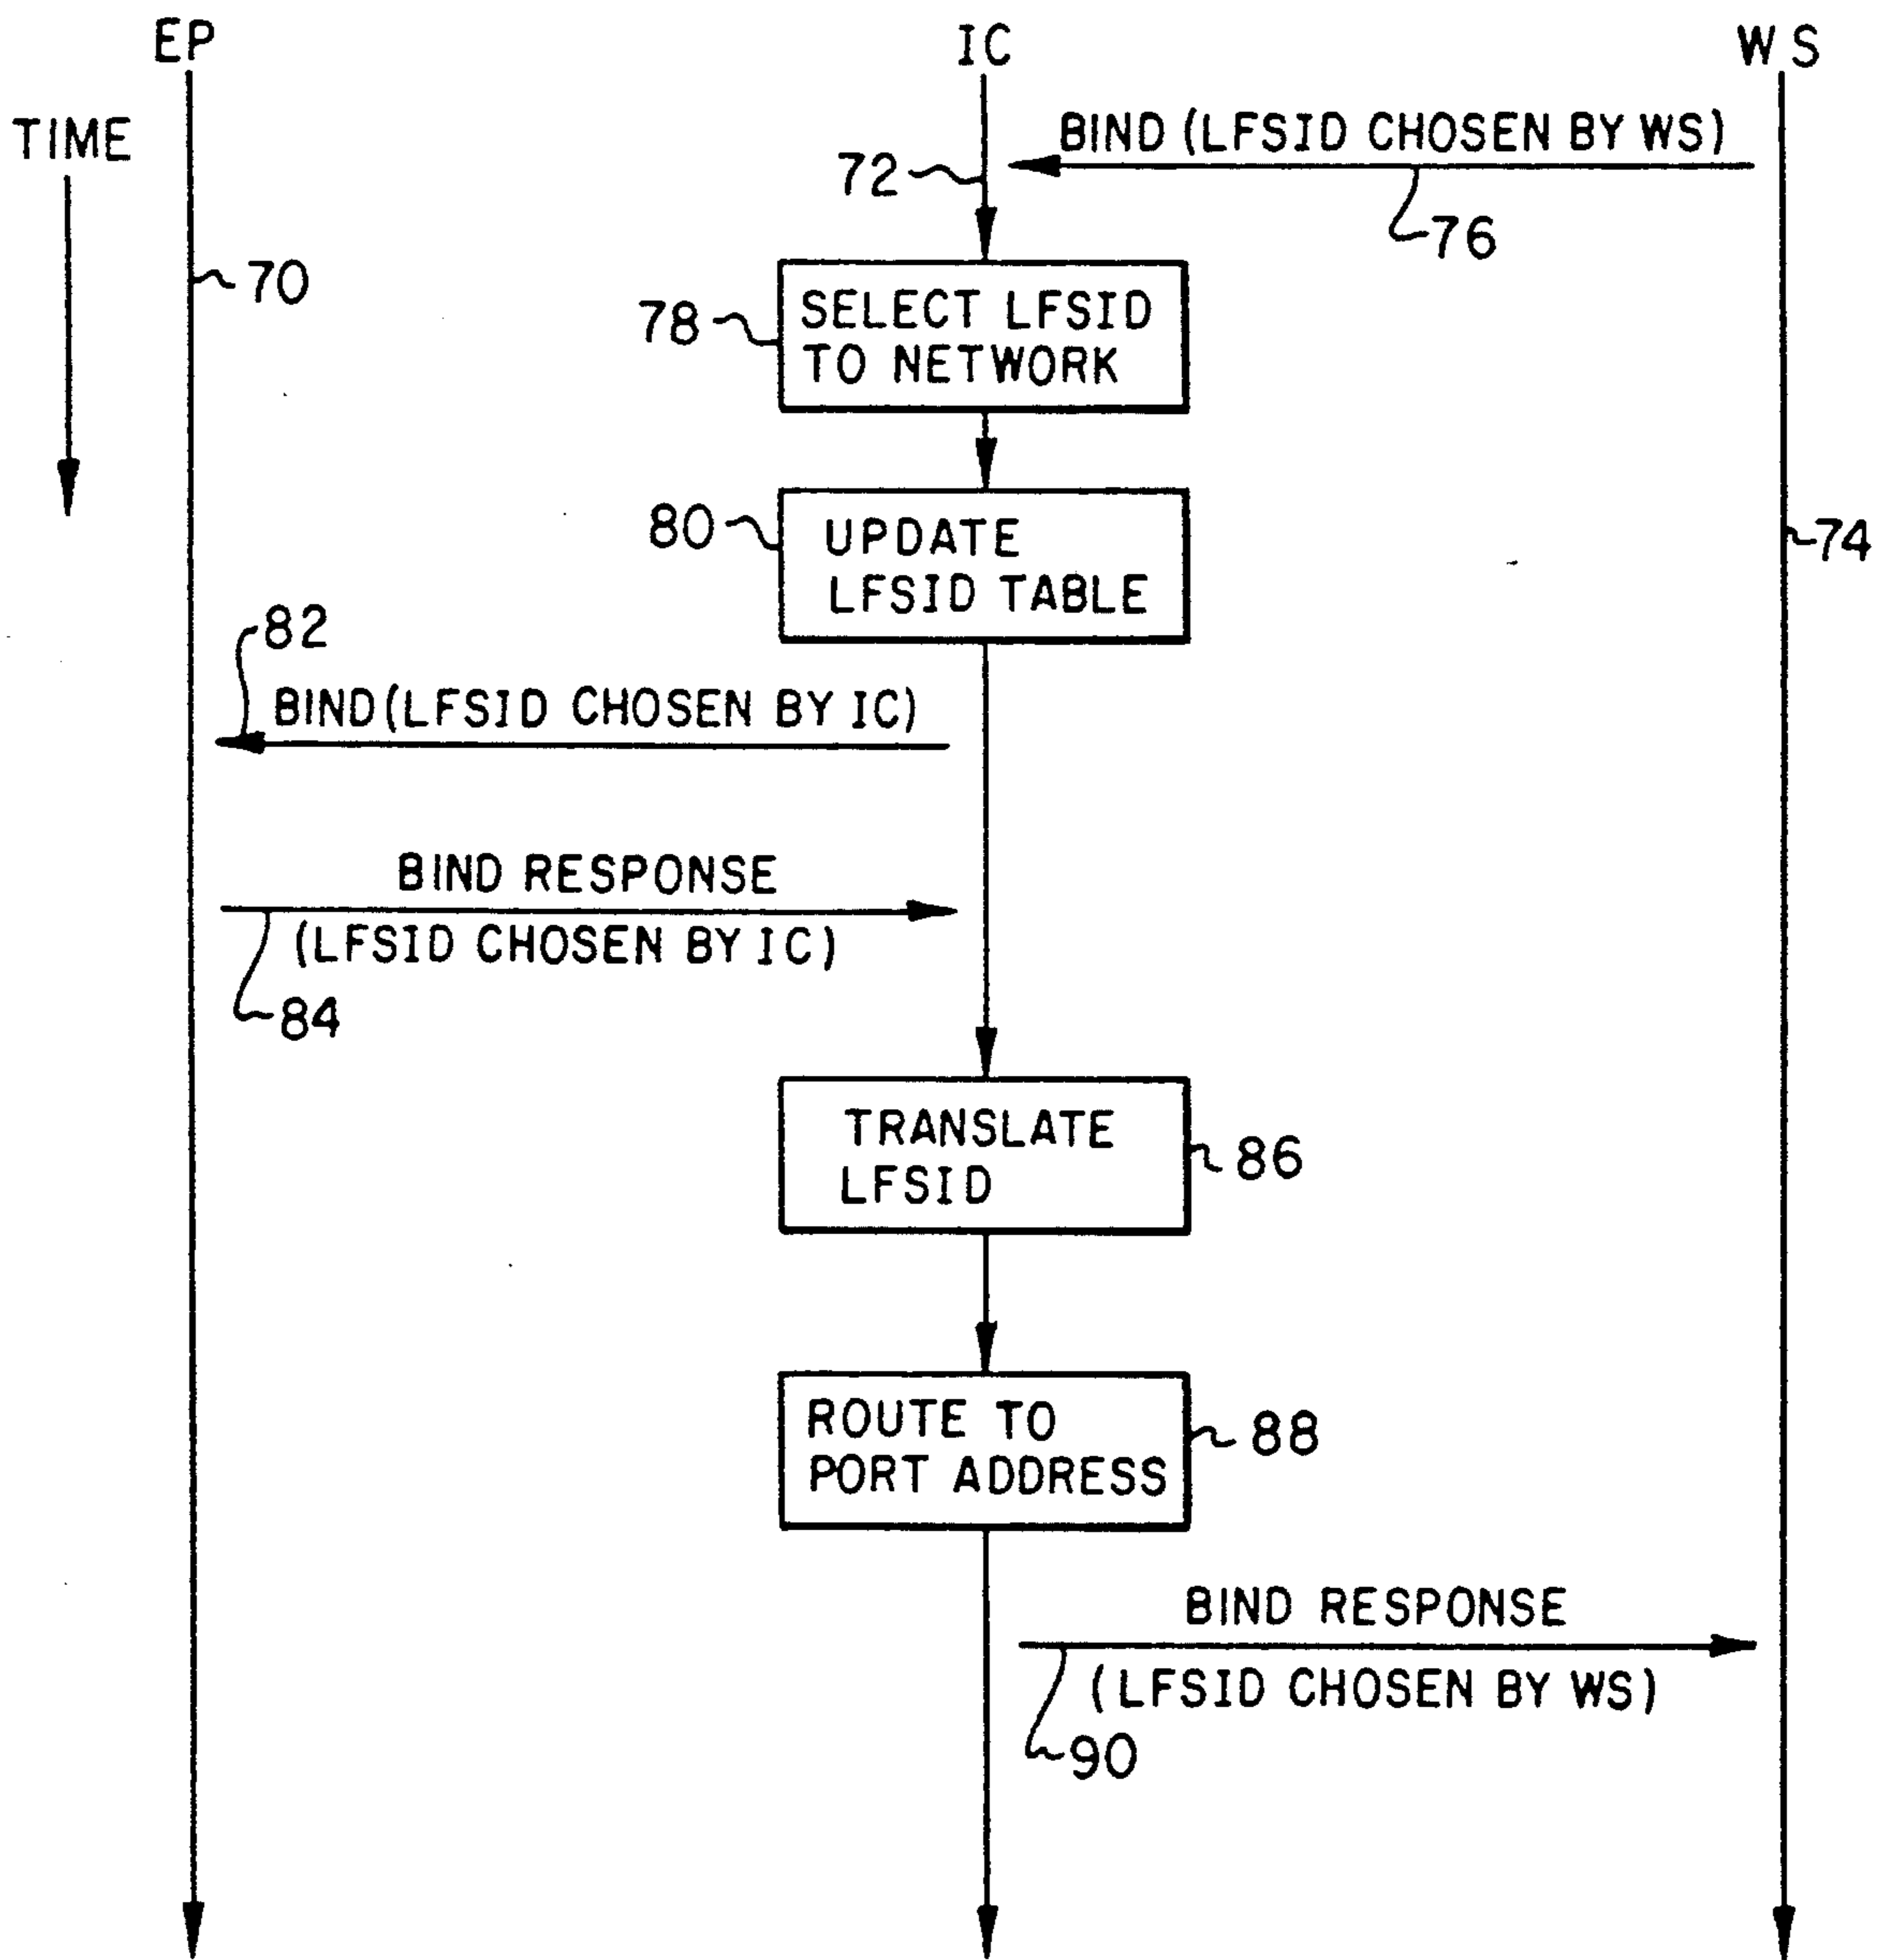 EP
IC
WS
TIME
BIND (LFSID CHOSEN BY WS)
72
76
70
78
SELECT LFSID
TO NETWORK
80
UPDATE
LFSID TABLE
74
82
BIND(LFSID CHOSEN BY IC)
BIND RESPONSE
(LFSID CHOSEN BY IC)
84
TRANSLATE
LFSID
86
ROUTE TO
PORT ADDRESS
88
BIND RESPONSE
(LFSID CHOSEN BY WS)
90